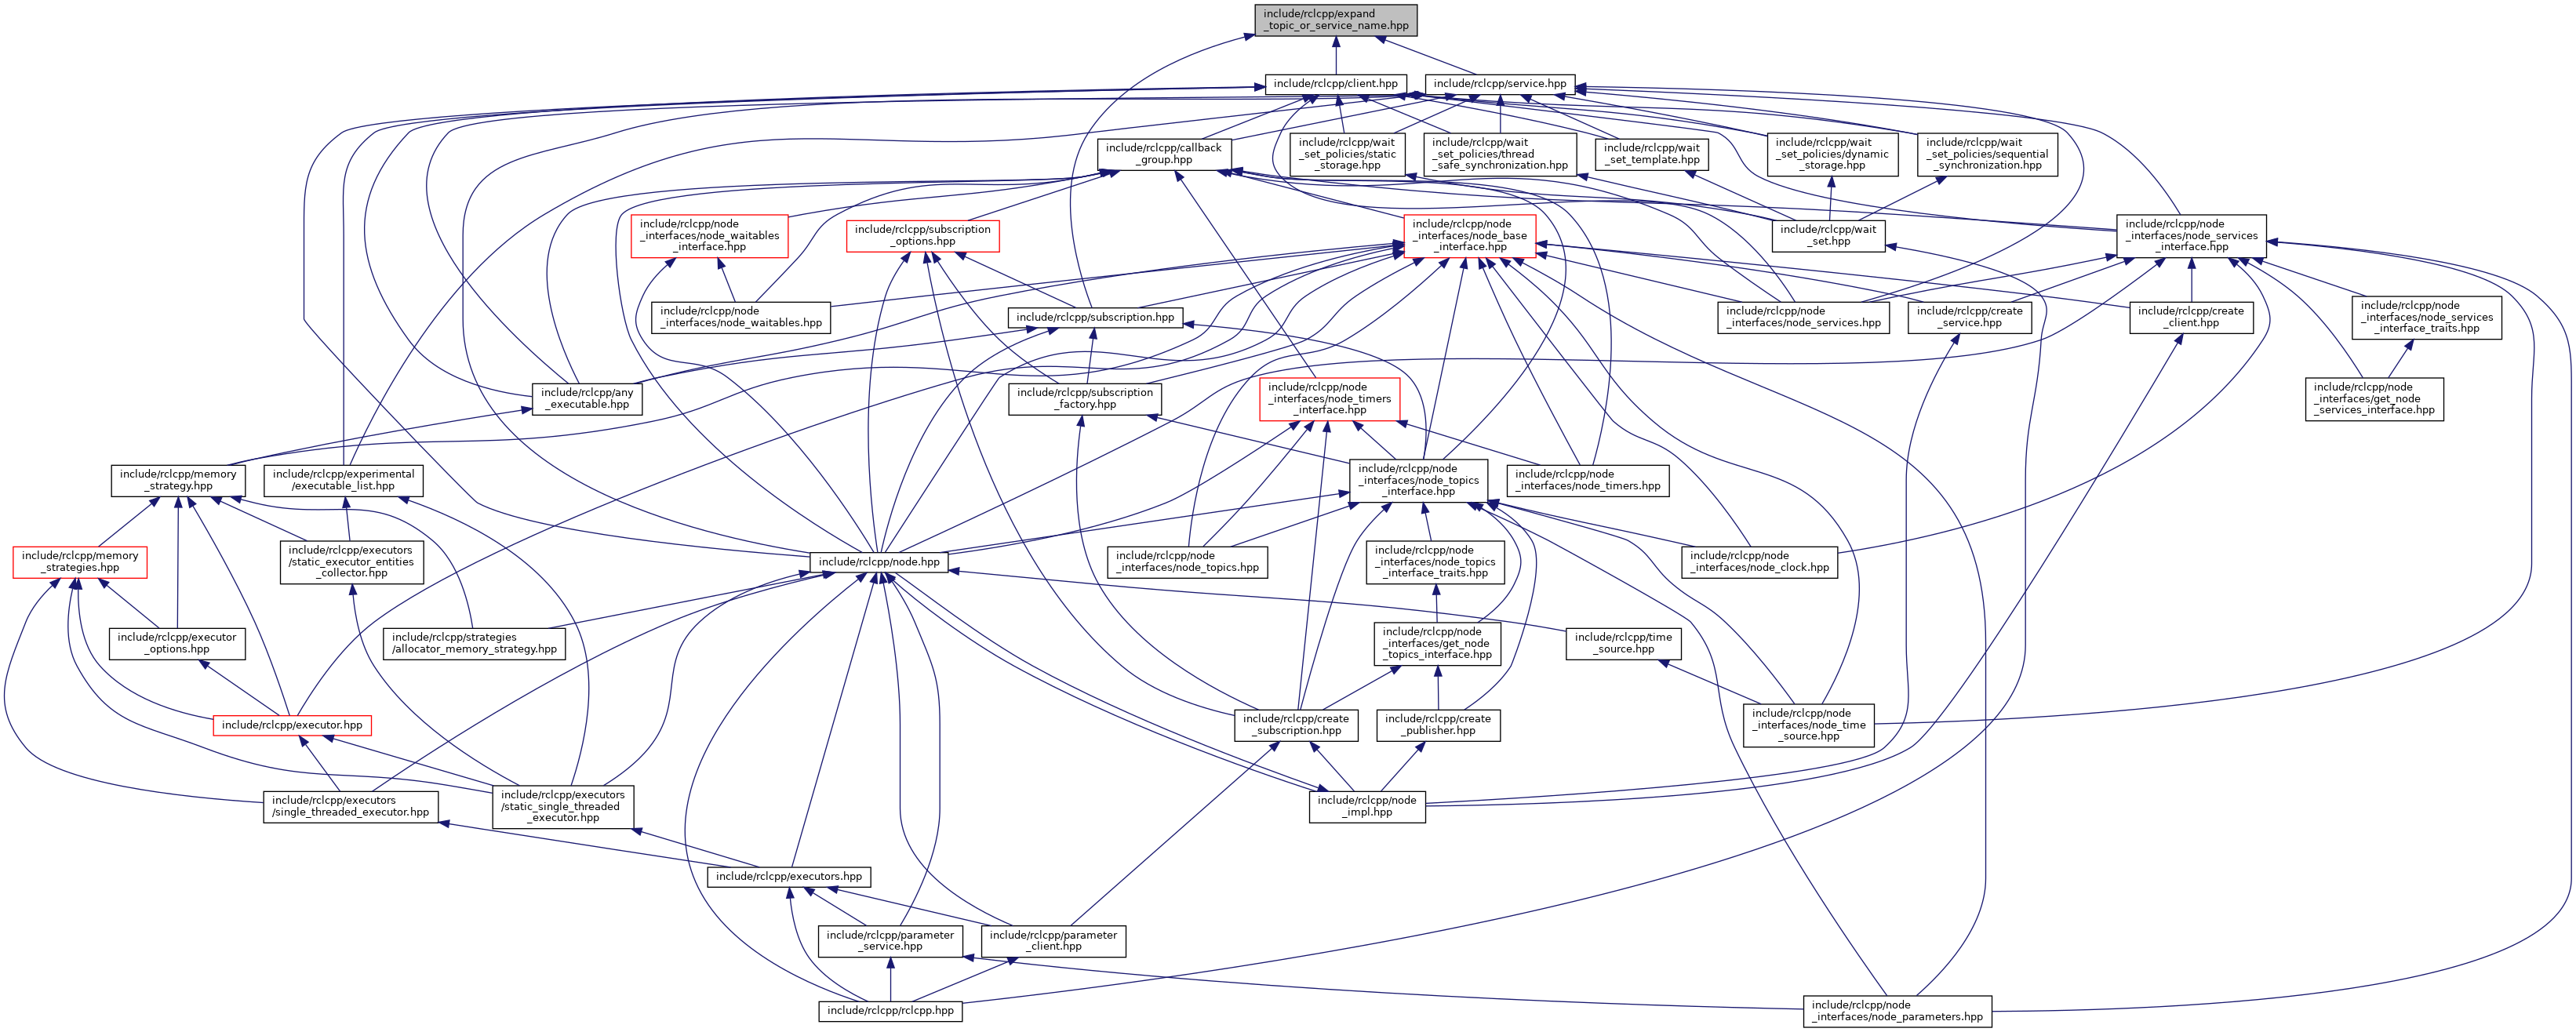 include/rclcpp/expand
_topic_or_service_name.hpp
include/rclcpp/client.hpp
include/rclcpp/service.hpp
include/rclcpp/callback
_group.hpp
include/rclcpp/wait
_set_policies/static
_storage.hpp
include/rclcpp/wait
_set_policies/thread
_safe_synchronization.hpp
include/rclcpp/wait
_set_template.hpp
include/rclcpp/wait
_set_policies/dynamic
_storage.hpp
include/rclcpp/wait
_set_policies/sequential
_synchronization.hpp
include/rclcpp/node
_interfaces/node_waitables
_interface.hpp
include/rclcpp/subscription
_options.hpp
include/rclcpp/node
_interfaces/node_base
_interface.hpp
include/rclcpp/wait
_set.hpp
include/rclcpp/node
_interfaces/node_services
_interface.hpp
include/rclcpp/node
_interfaces/node_waitables.hpp
include/rclcpp/subscription.hpp
include/rclcpp/node
_interfaces/node_services.hpp
include/rclcpp/create
_service.hpp
include/rclcpp/create
_client.hpp
include/rclcpp/node
_interfaces/node_services
_interface_traits.hpp
include/rclcpp/any
_executable.hpp
include/rclcpp/subscription
_factory.hpp
include/rclcpp/node
_interfaces/node_timers
_interface.hpp
include/rclcpp/node
_interfaces/get_node
_services_interface.hpp
include/rclcpp/memory
_strategy.hpp
include/rclcpp/experimental
/executable_list.hpp
include/rclcpp/node
_interfaces/node_topics
_interface.hpp
include/rclcpp/node
_interfaces/node_timers.hpp
include/rclcpp/memory
_strategies.hpp
include/rclcpp/executors
/static_executor_entities
_collector.hpp
include/rclcpp/node.hpp
include/rclcpp/node
_interfaces/node_topics.hpp
include/rclcpp/node
_interfaces/node_topics
_interface_traits.hpp
include/rclcpp/node
_interfaces/node_clock.hpp
include/rclcpp/executor
_options.hpp
include/rclcpp/strategies
/allocator_memory_strategy.hpp
include/rclcpp/node
_interfaces/get_node
_topics_interface.hpp
include/rclcpp/time
_source.hpp
include/rclcpp/executor.hpp
include/rclcpp/create
_subscription.hpp
include/rclcpp/create
_publisher.hpp
include/rclcpp/node
_interfaces/node_time
_source.hpp
include/rclcpp/executors
/single_threaded_executor.hpp
include/rclcpp/executors
/static_single_threaded
_executor.hpp
include/rclcpp/node
_impl.hpp
include/rclcpp/executors.hpp
include/rclcpp/parameter
_service.hpp
include/rclcpp/parameter
_client.hpp
include/rclcpp/rclcpp.hpp
include/rclcpp/node
_interfaces/node_parameters.hpp